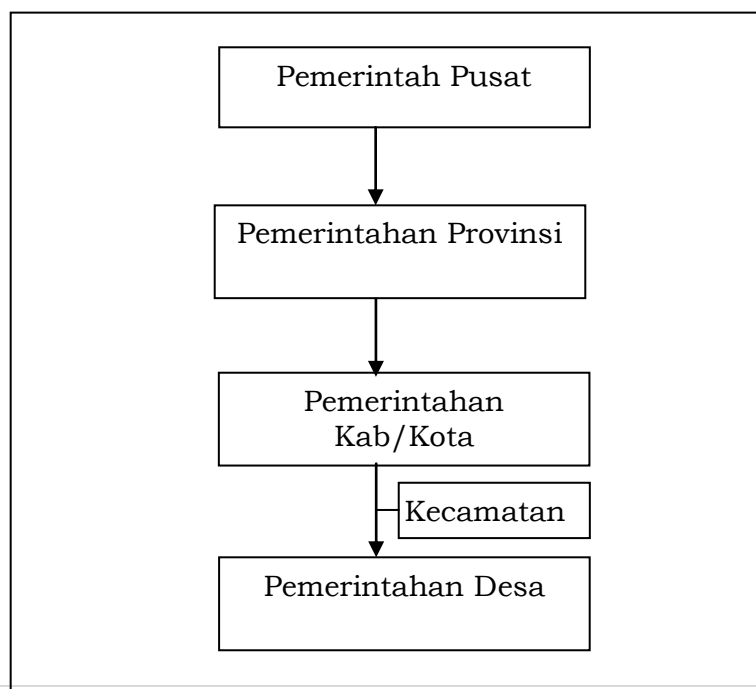 Pemerintah Pusat
Pemerintahan Provinsi
Pemerintahan
Kab/Kota
Kecamatan
Pemerintahan Desa